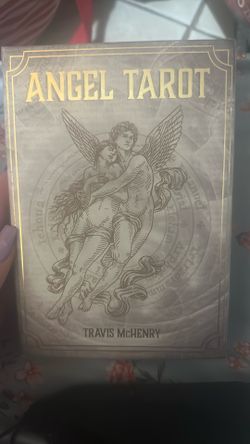 ANGEL TAROT
TRAVIS McHENRY